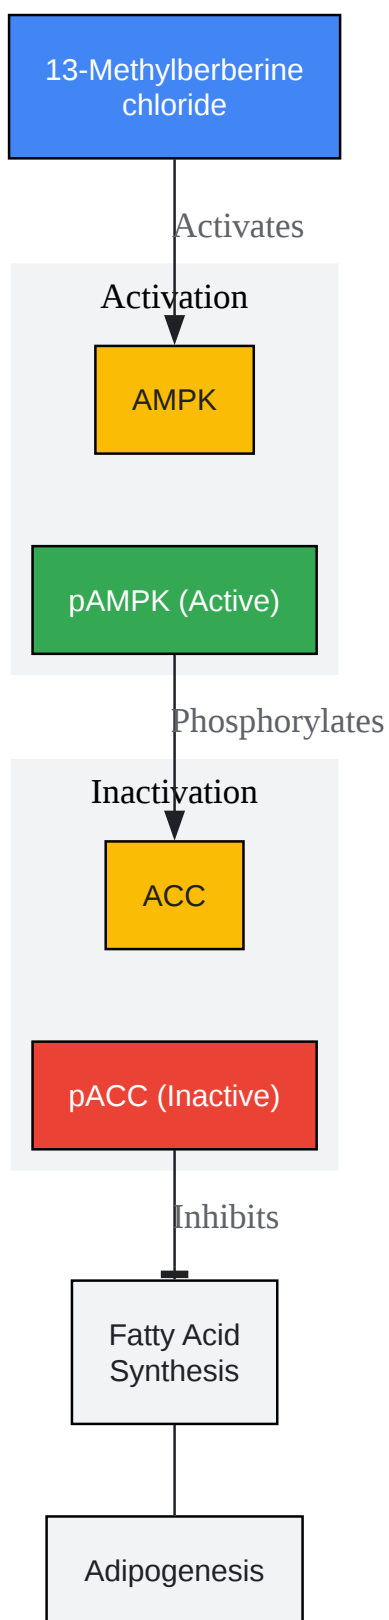 13-Methylberberine
chloride
Activates
Activation
AMPK
pAMPK (Active)
Phosphorylates
Inactivation
ACC
pACC (Inactive)
Inhibits
Fatty Acid
Synthesis
Adipogenesis